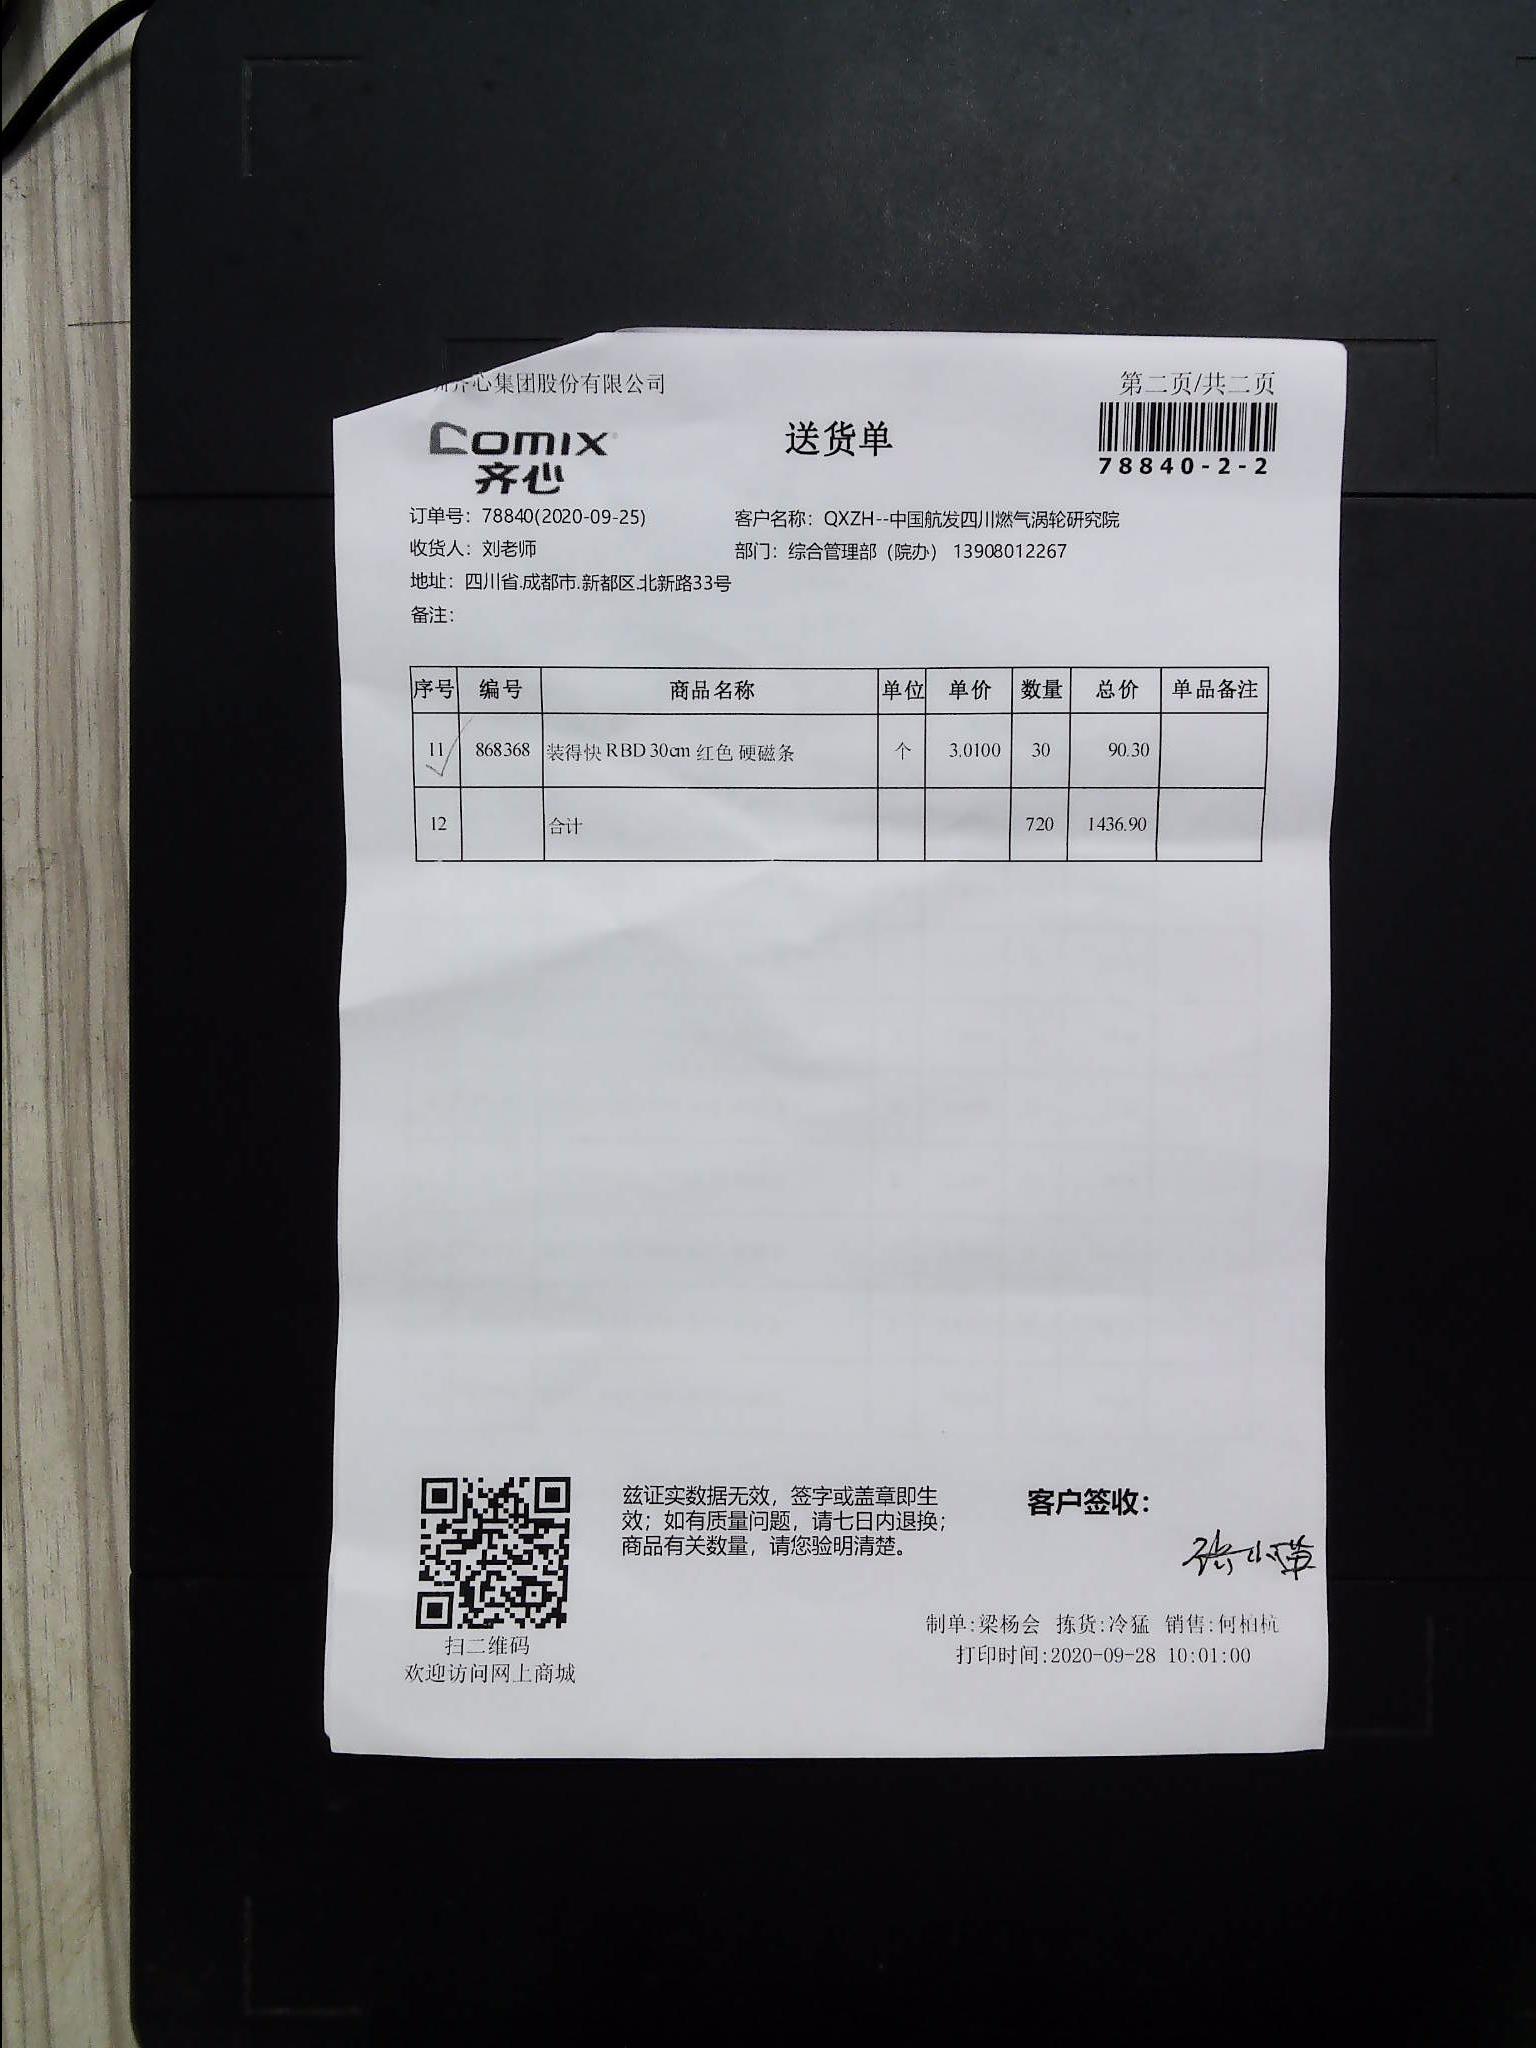 齐心集团股份有限公司
第二页/共二页
comix
齐心
送货单
78840-2-2
订单号：78840(2020-09-25)
客户名称：QXZH--中国航发四川燃气涡轮研究院
收货人：刘老师
部门：综合管理部（院办） 13908012267
地址：四川省.成都市.新都区.北新路33号
备注：
序号 编号 商品名称 单位 单价 数量 总价 单品备注
11 868368 装得快 RBD 30cm 红色 硬磁条 个 3.0100 30 90.30
12 合计 720 1436.90
兹证实数据无效，签字或盖章即生
效；如有质量问题，请七日内退换；
商品有关数量，请您验明清楚。
客户签收：
制单:梁杨会 拣货:冷猛 销售:何柏杭
打印时间:2020-09-28 10:01:00
扫二维码
欢迎访问网上商城